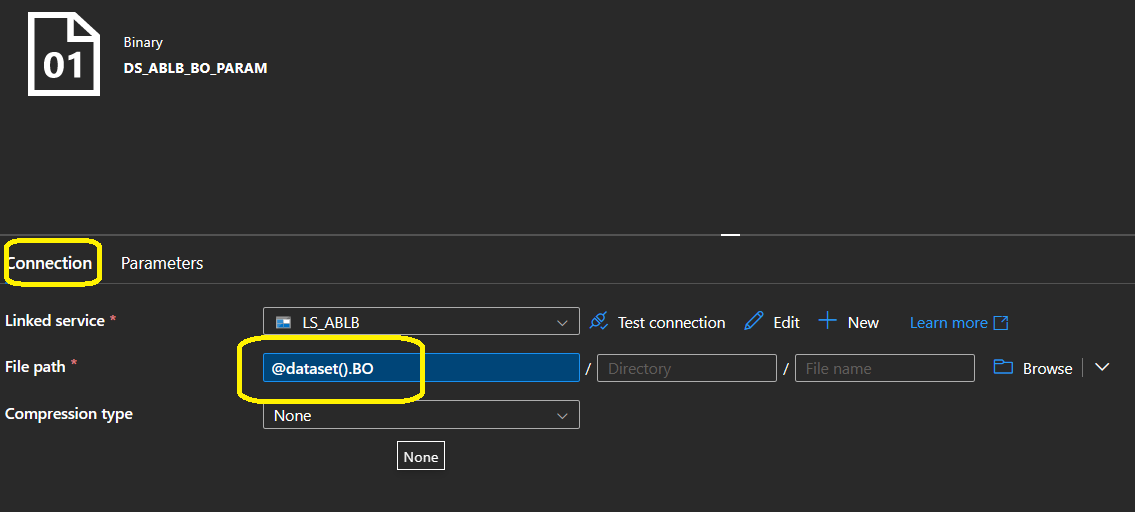 01
Binary
DS_ABLB_BO_PARAM
Connection Parameters
Linked service * LS_ABLB Test connection Edit New Learn more
File path * @dataset().BO / Directory / File name Browse
Compression type None
None